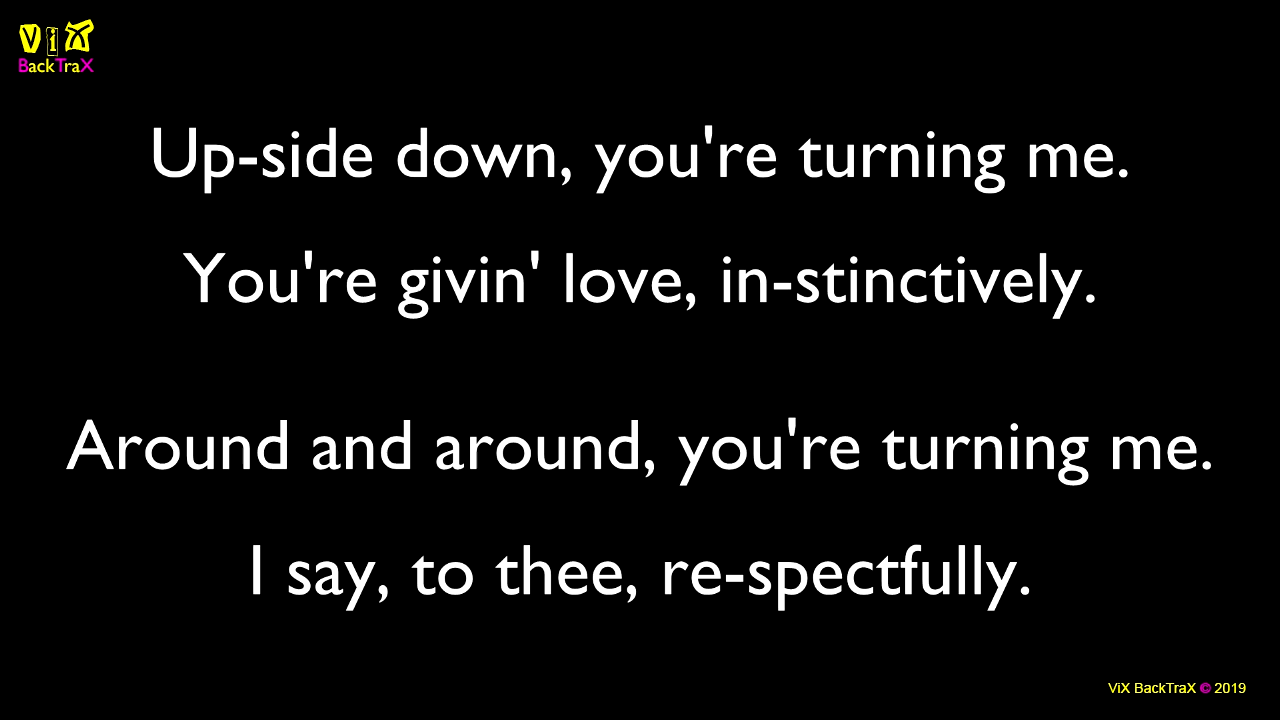 ViX
BackTraX
Up-side down, you're turning me.
You're givin' love, in-stinctively.
Around and around, you're turning me.
I say, to thee, re-spectfully.
ViX BackTraX © 2019